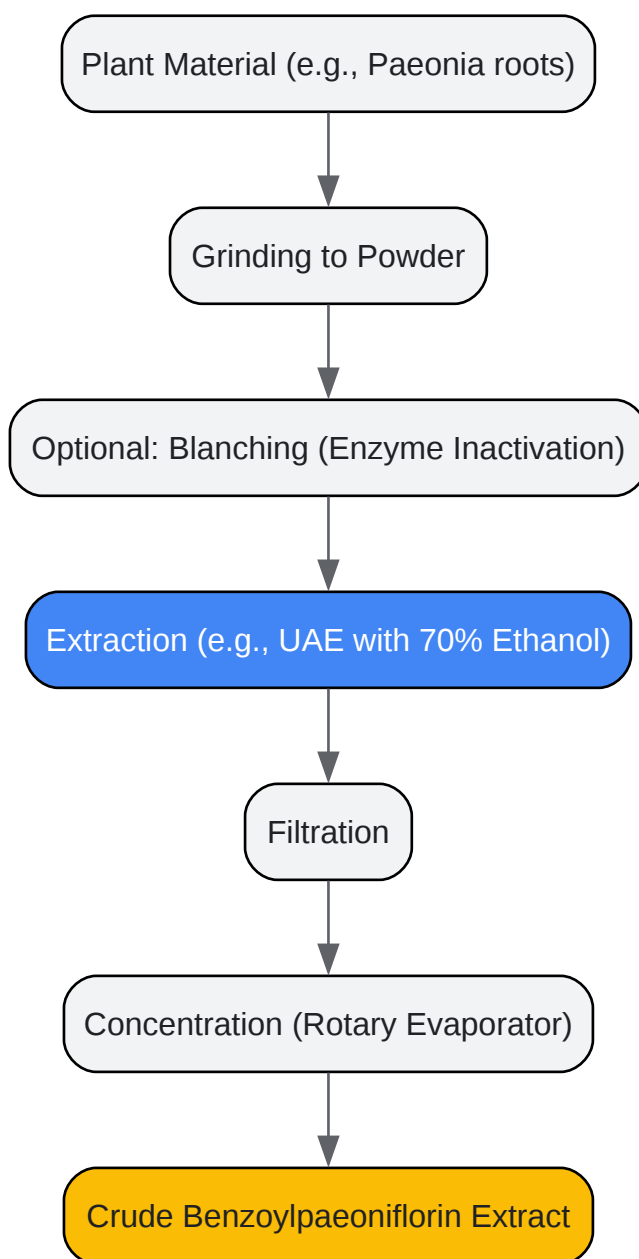 Plant Material (e.g., Paeonia roots)
Grinding to Powder
Optional: Blanching (Enzyme Inactivation)
Extraction (e.g., UAE with 70% Ethanol)
Filtration
Concentration (Rotary Evaporator)
Crude Benzoylpaeoniflorin Extract